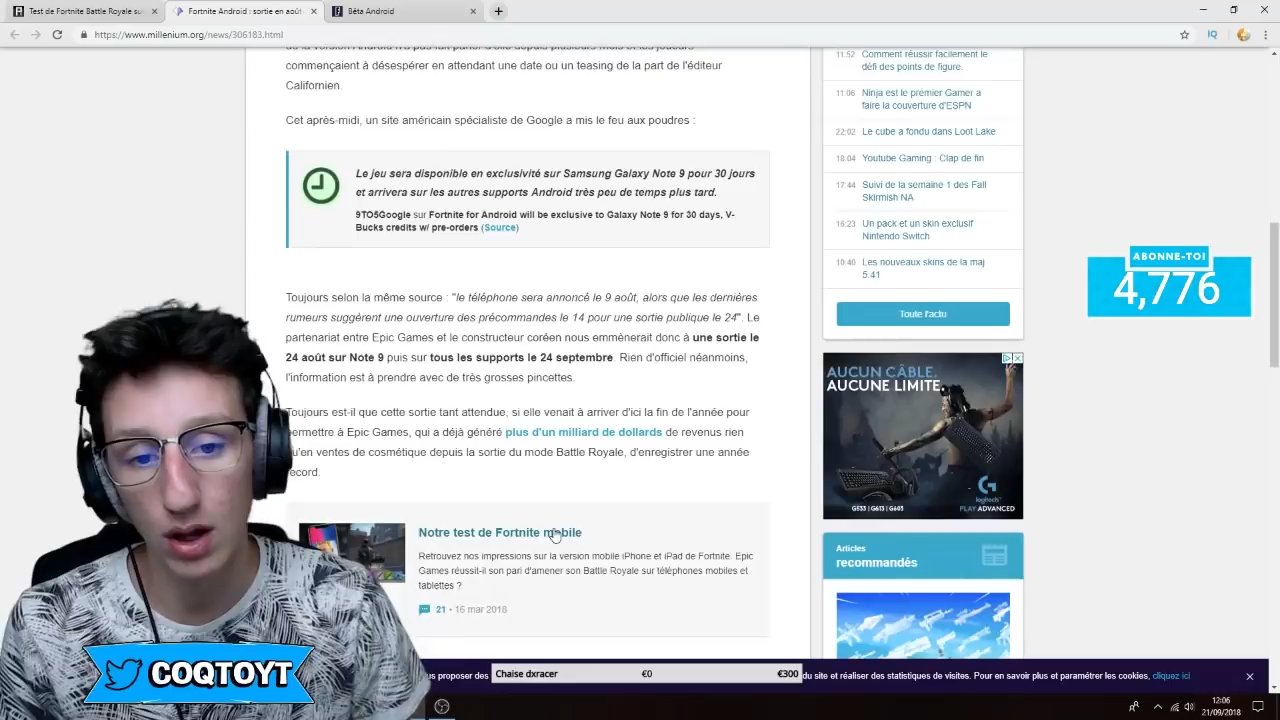 Test de Fortnite Battle Royale su
Fortnite Android : sortie en août
Bêta Android
https://www.millenium.org/news/306183.html
commençaient à désespérer en attendant une date ou un teasing de la part de l'éditeur
Californien.
Cet après-midi, un site américain spécialiste de Google a mis le feu aux poudres :
Le jeu sera disponible en exclusivité sur Samsung Galaxy Note 9 pour 30 jours
et arrivera sur les autres supports Android très peu de temps plus tard.
9TO5Google sur Fortnite for Android will be exclusive to Galaxy Note 9 for 30 days, V-
Bucks credits w/ pre-orders (Source)
Toujours selon la même source : "le téléphone sera annoncé le 9 août, alors que les dernières
rumeurs suggérent une ouverture des précommandes le 14 pour une sortie publique le 24". Le
partenariat entre Epic Games et le constructeur coréen nous emmènerait donc à une sortie le
24 août sur Note 9 puis sur tous les supports le 24 septembre. Rien d'officiel néanmoins,
l'information est à prendre avec de très grosses pincettes.
Toujours est-il que cette sortie tant attendue, si elle venait à arriver d'ici la fin de l'année pour
permettre à Epic Games, qui a déjà généré plus d'un milliard de dollards de revenus rien
qu'en ventes de cosmétique depuis la sortie du mode Battle Royale, d'enregistrer une année
record.
Notre test de Fortnite mobile
Retrouvez nos impressions sur la version mobile iPhone et iPad de Fortnite. Epic
Games réussit-il son pari d'amener son Battle Royale sur téléphones mobiles et
tablettes ?
21 • 16 mar 2018
11:52 Comment réussir facilement le
défi des points de figure.
11:06 Ninja est le premier Gamer a
faire la couverture d'ESPN
22:02 Le cube a fondu dans Loot Lake
18:04 Youtube Gaming : Clap de fin
17:44 Suivi de la semaine 1 des Fall
Skirmish NA
16:23 Un pack et un skin exclusif
Nintendo Switch
10:40 Les nouveaux skins de la maj
5.41
Toute l'actu
AUCUN CÂBLE.
AUCUNE LIMITE.
G533 | G613 | G603
logitech
PLAY ADVANCED
Articles
recommandés
ABONNE-TOI
4,776
COQTOYT
us proposer des
Chaise dxracer €0 €300
du site et réaliser des statistiques de visites. Pour en savoir plus et paramétrer les cookies, cliquez ici
12:06
21/09/2018